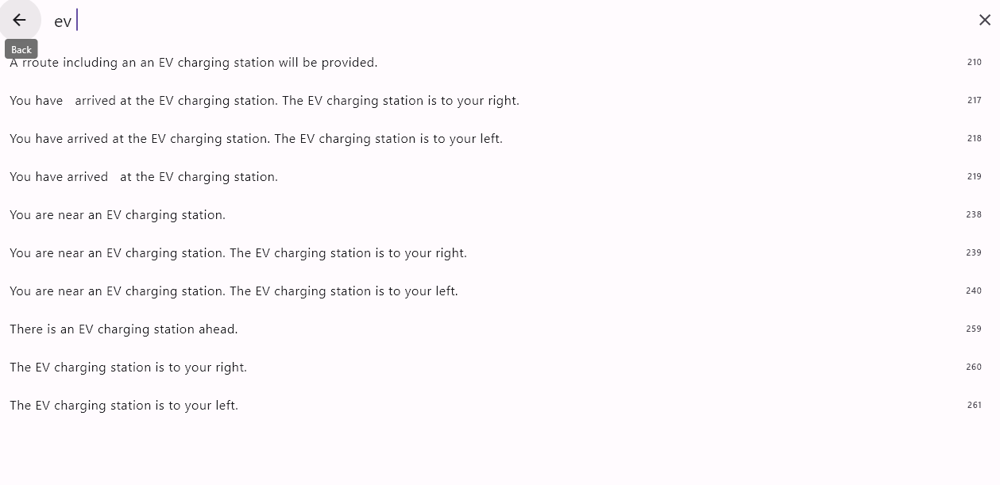 ev
Back
A rroute including an an EV charging station will be provided. 210
You have   arrived at the EV charging station. The EV charging station is to your right. 217
You have arrived at the EV charging station. The EV charging station is to your left. 218
You have arrived   at the EV charging station. 219
You are near an EV charging station. 238
You are near an EV charging station. The EV charging station is to your right. 239
You are near an EV charging station. The EV charging station is to your left. 240
There is an EV charging station ahead. 259
The EV charging station is to your right. 260
The EV charging station is to your left. 261